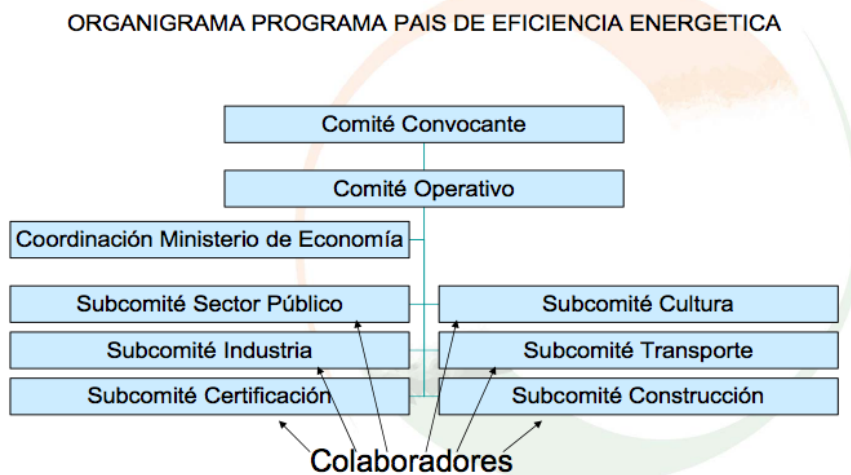 ORGANIGRAMA PROGRAMA PAIS DE EFICIENCIA ENERGETICA
Comité Convocante
Comité Operativo
Coordinación Ministerio de Economía
Subcomité Sector Público
Subcomité Cultura
Subcomité Industria
Subcomité Transporte
Subcomité Certificación
Subcomité Construcción
Colaboradores